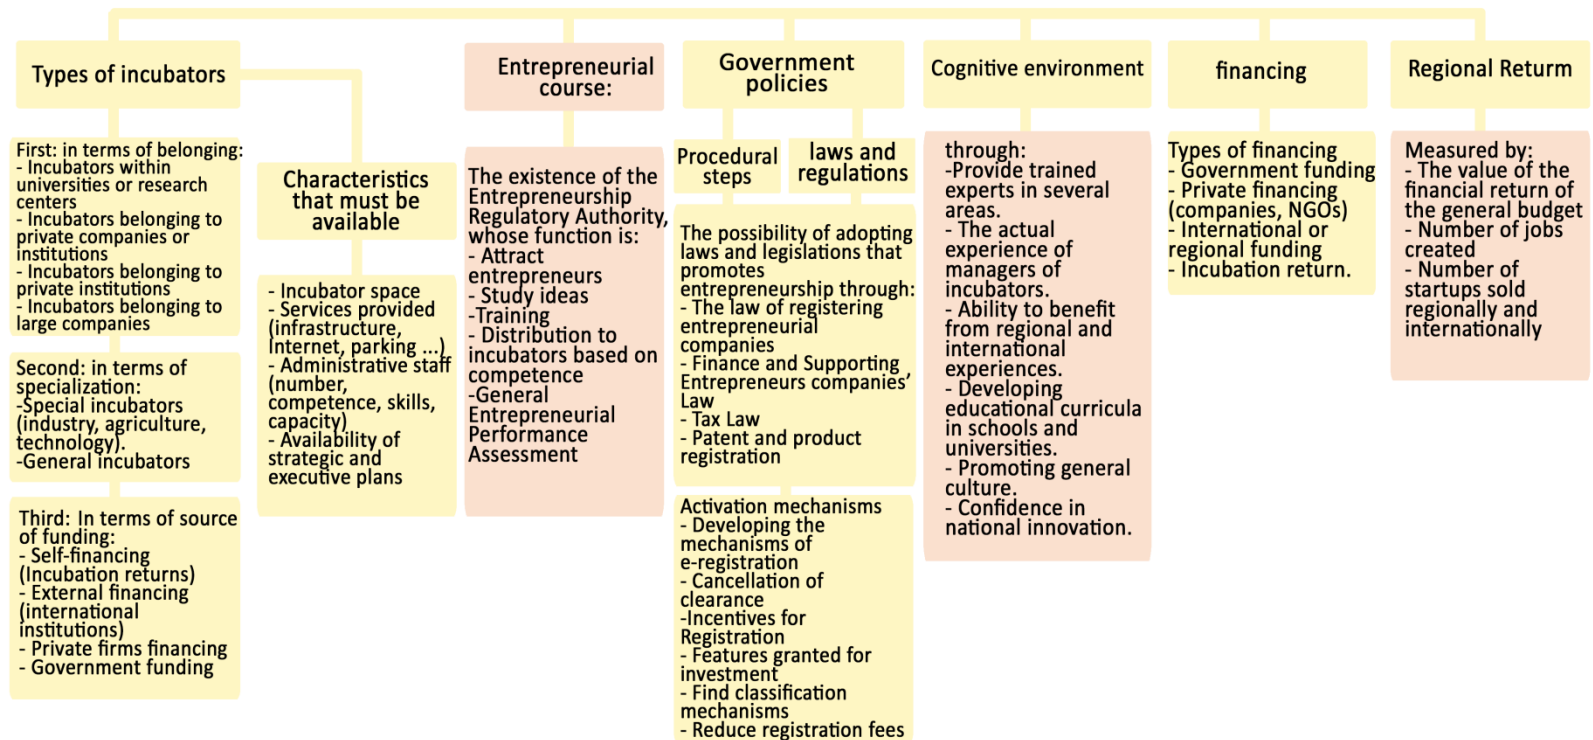 Types of incubators
First: in terms of belonging:
- Incubators within
universities or research
centers
- Incubators belonging to
private companies or
institutions
- Incubators belonging to
private institutions
- Incubators belonging to
large companies
Second: in terms of
specialization:
-Special incubators
(industry, agriculture,
technology).
-General incubators
Third: In terms of source
of funding:
- Self-financing
(Incubation returns)
- External financing
(international
institutions)
- Private firms financing
- Government funding
Characteristics
that must be
available
- Incubator space
- Services provided
(infrastructure,
Internet, parking ...)
- Administrative staff
(number,
competence, skills,
capacity)
- Availability of
strategic and
executive plans
Entrepreneurial
course:
The existence of the
Entrepreneurship
Regulatory Authority,
whose function is:
- Attract
entrepreneurs
- Study ideas
-Training
- Distribution to
incubators based on
competence
-General
Entrepreneurial
Performance
Assessment
Government
policies
Procedural
steps
laws and
regulations
The possibility of adopting
laws and legislations that
promotes
entrepreneurship through:
- The law of registering
entrepreneurial
companies
- Finance and Supporting
Entrepreneurs companies’
Law
- Tax Law
- Patent and product
registration
Activation mechanisms
- Developing the
mechanisms of
e-registration
- Cancellation of
clearance
-Incentives for
Registration
- Features granted for
investment
- Find classification
mechanisms
- Reduce registration fees
Cognitive environment
through:
-Provide trained
experts in several
areas.
- The actual
experience of
managers of
incubators.
- Ability to benefit
from regional and
international
experiences.
- Developing
educational curricula
in schools and
universities.
- Promoting general
culture.
- Confidence in
national innovation.
financing
Types of financing
- Government funding
- Private financing
(companies, NGOs)
- International or
regional funding
- Incubation return.
Regional Returm
Measured by:
- The value of the
financial return of
the general budget
- Number of jobs
created
- Number of
startups sold
regionally and
internationally